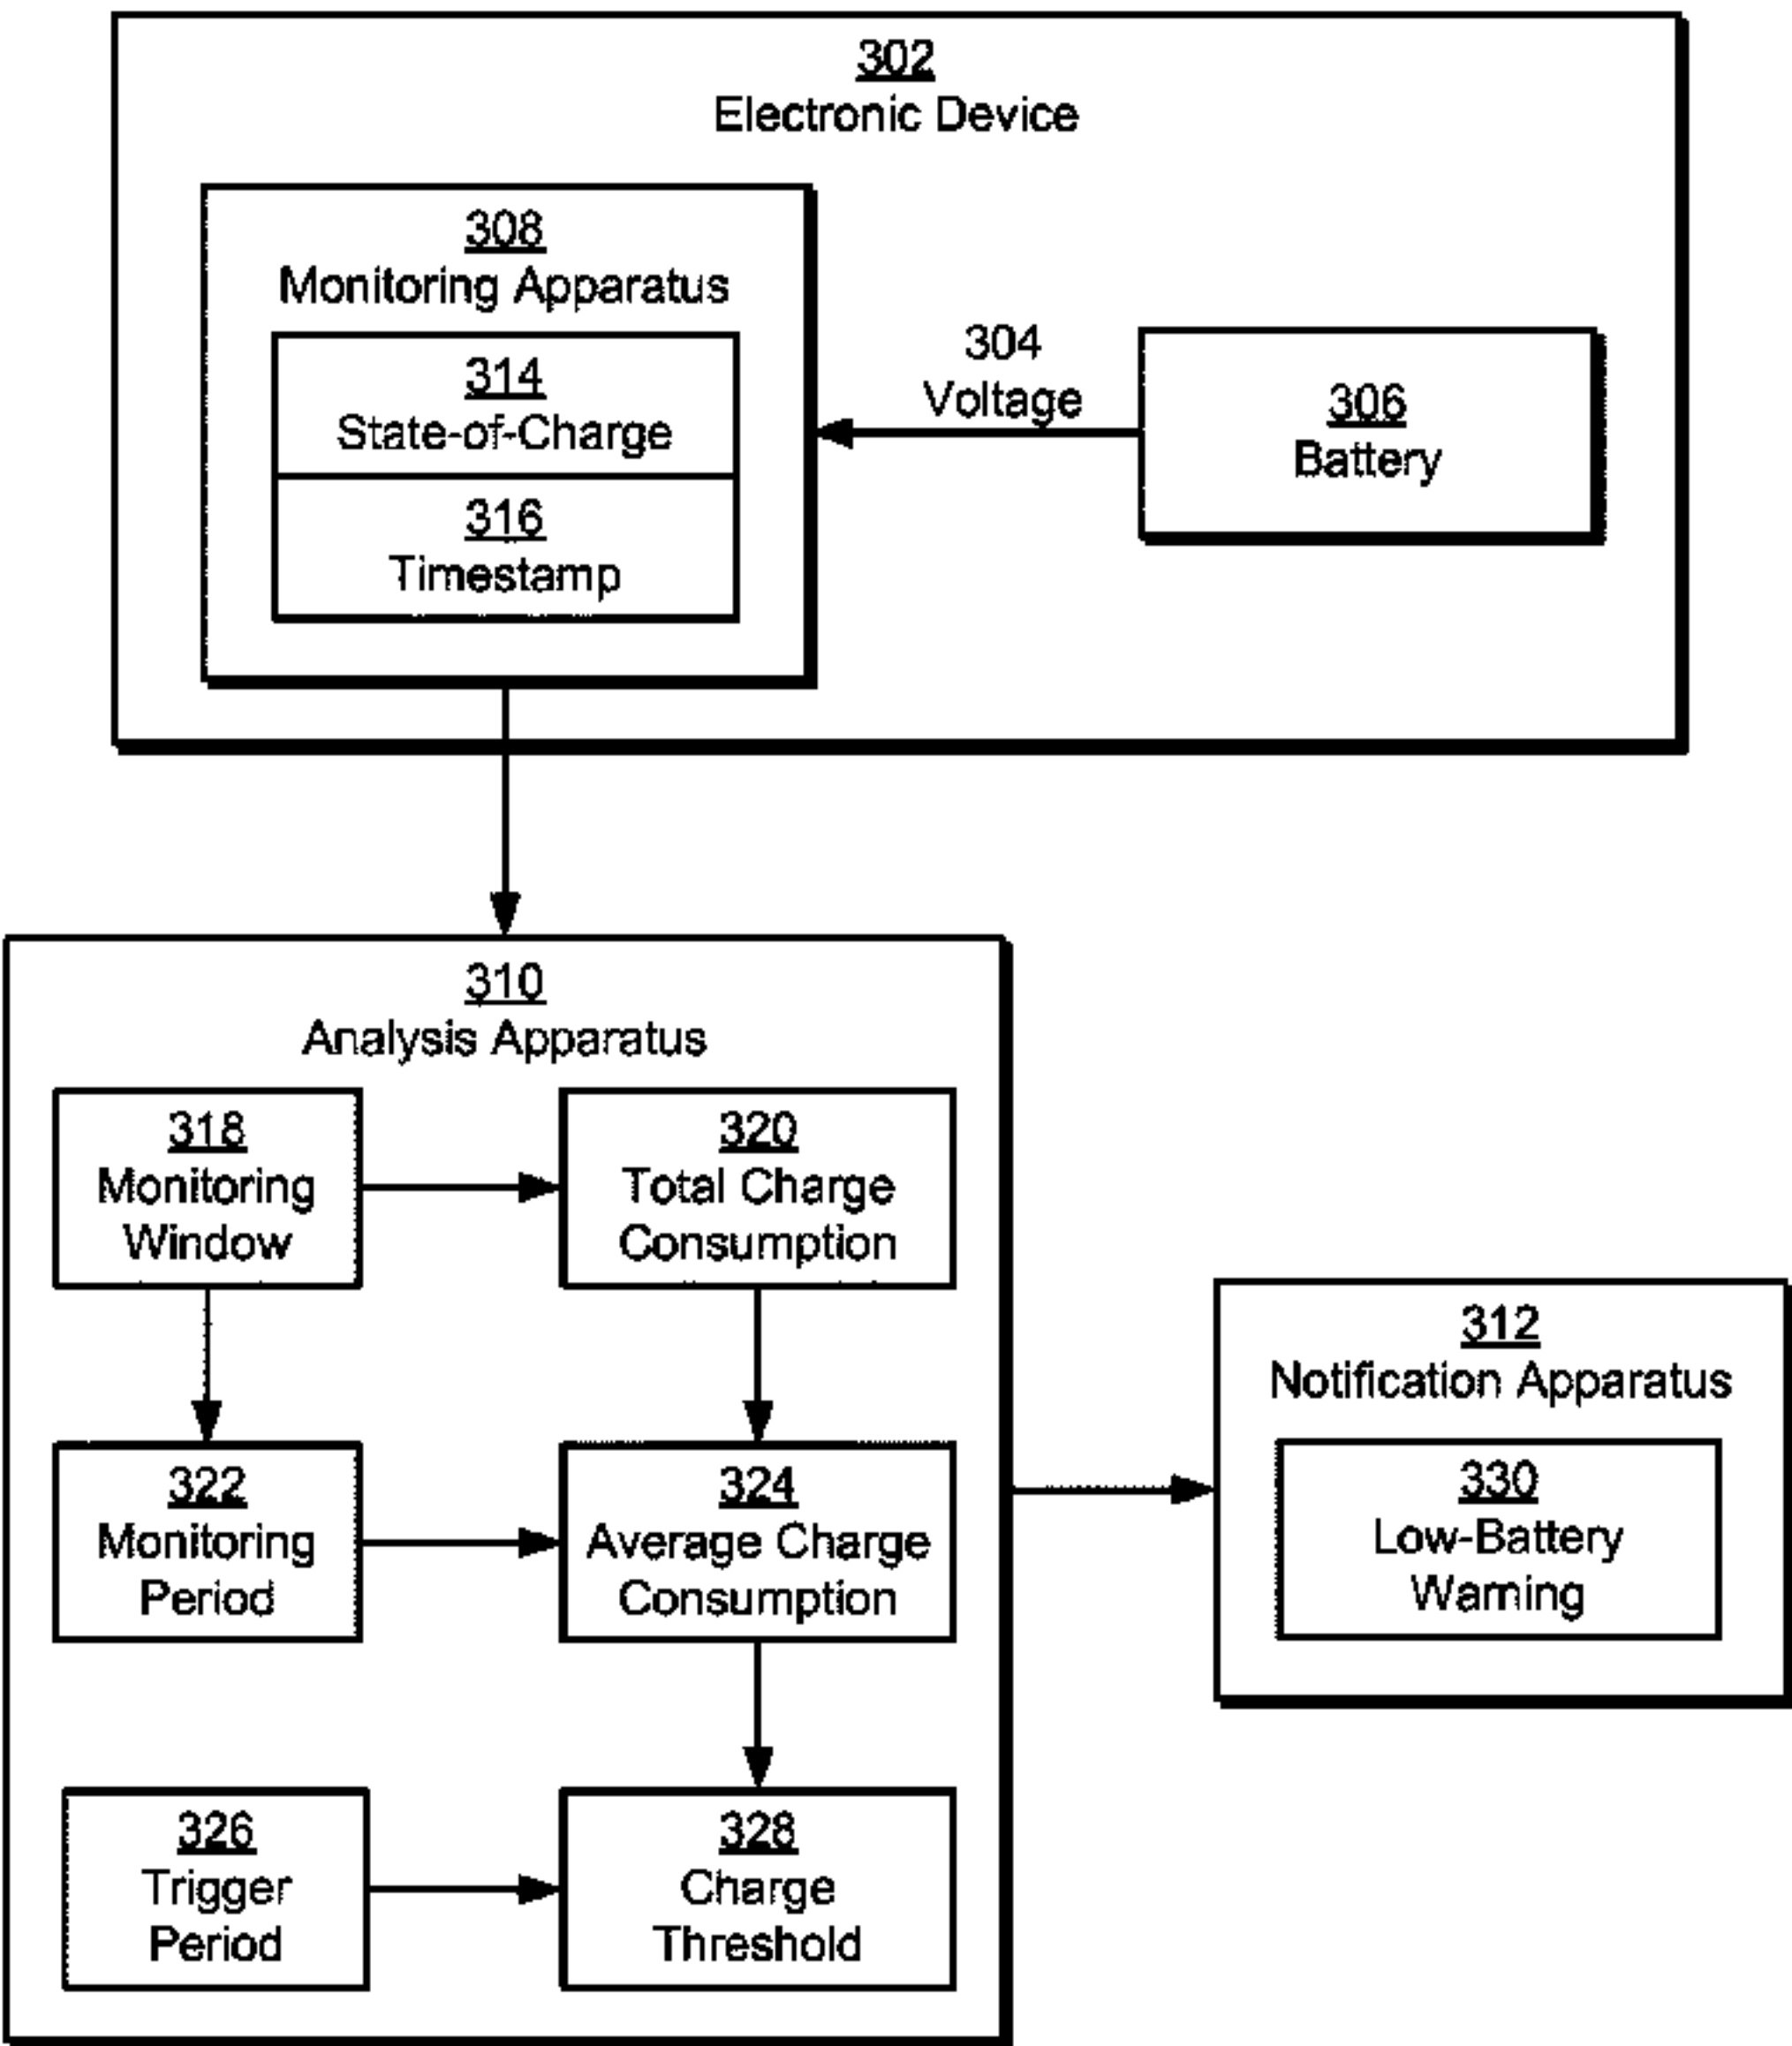 302
Electronic Device
308
Monitoring Apparatus
314
State-of-Charge
316
Timestamp
304
Voltage
306
Battery
310
Analysis Apparatus
318
Monitoring
Window
320
Total Charge
Consumption
322
Monitoring
Period
324
Average Charge
Consumption
326
Trigger
Period
328
Charge
Threshold
312
Notification Apparatus
330
Low-Battery
Warning